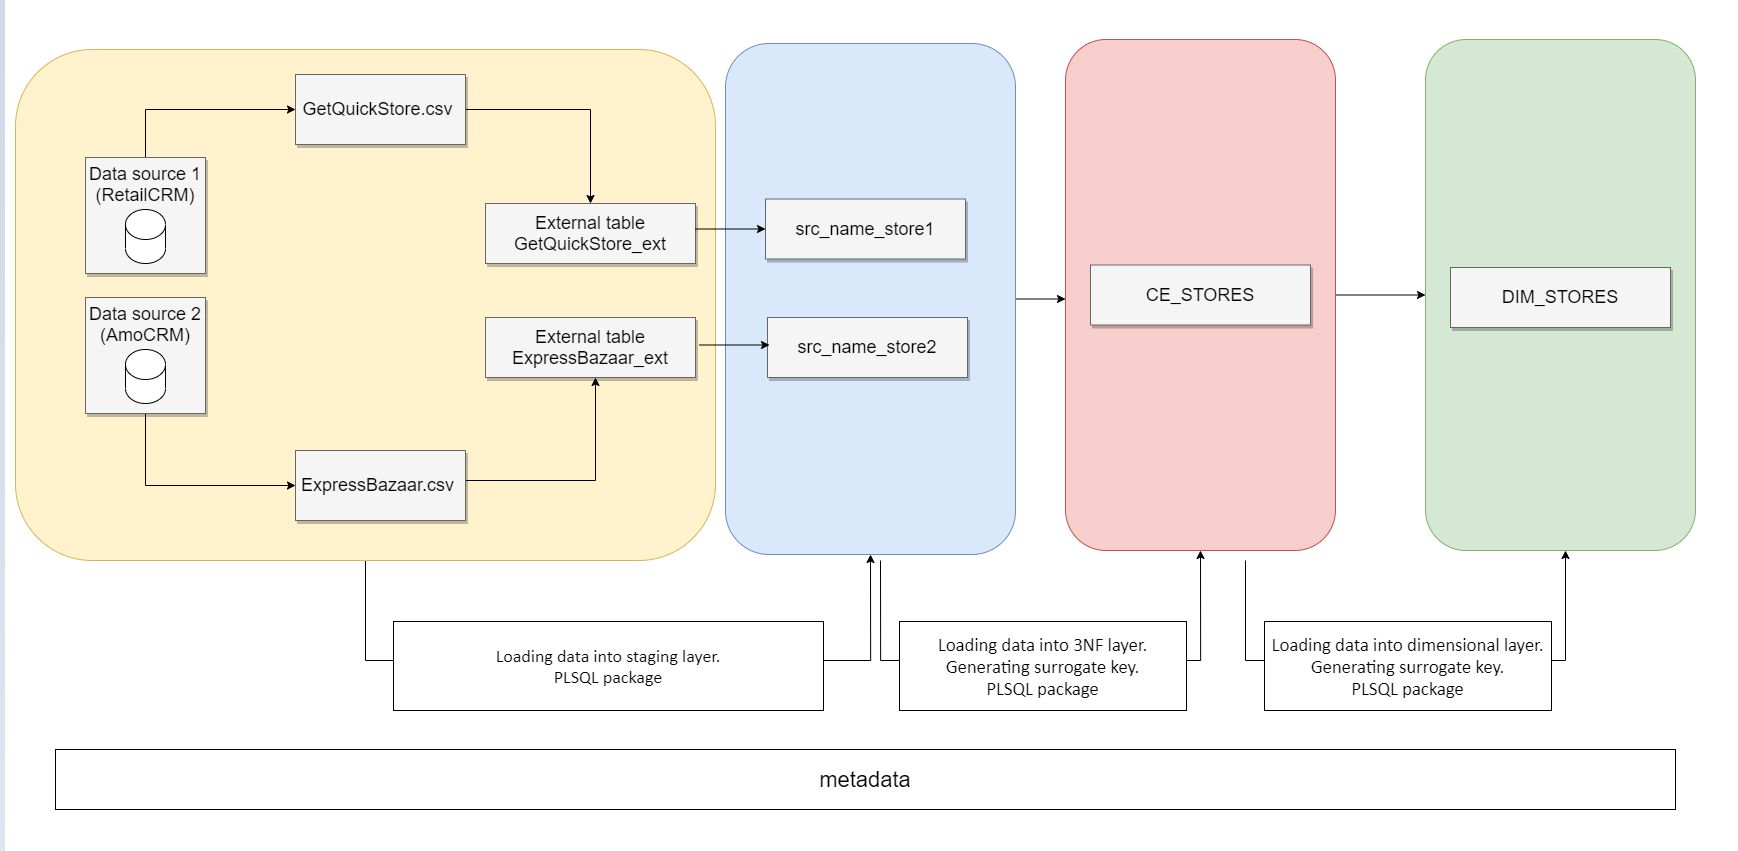 GetQuickStore.csv
Data source 1
(RetailCRM)
External table
GetQuickStore_ext
src_name_store1
Data source 2
(AmoCRM)
External table
ExpressBazaar_ext
src_name_store2
ExpressBazaar.csv
CE_STORES
DIM_STORES
Loading data into staging layer.
PLSQL package
Loading data into 3NF layer.
Generating surrogate key.
PLSQL package
Loading data into dimensional layer.
Generating surrogate key.
PLSQL package
metadada